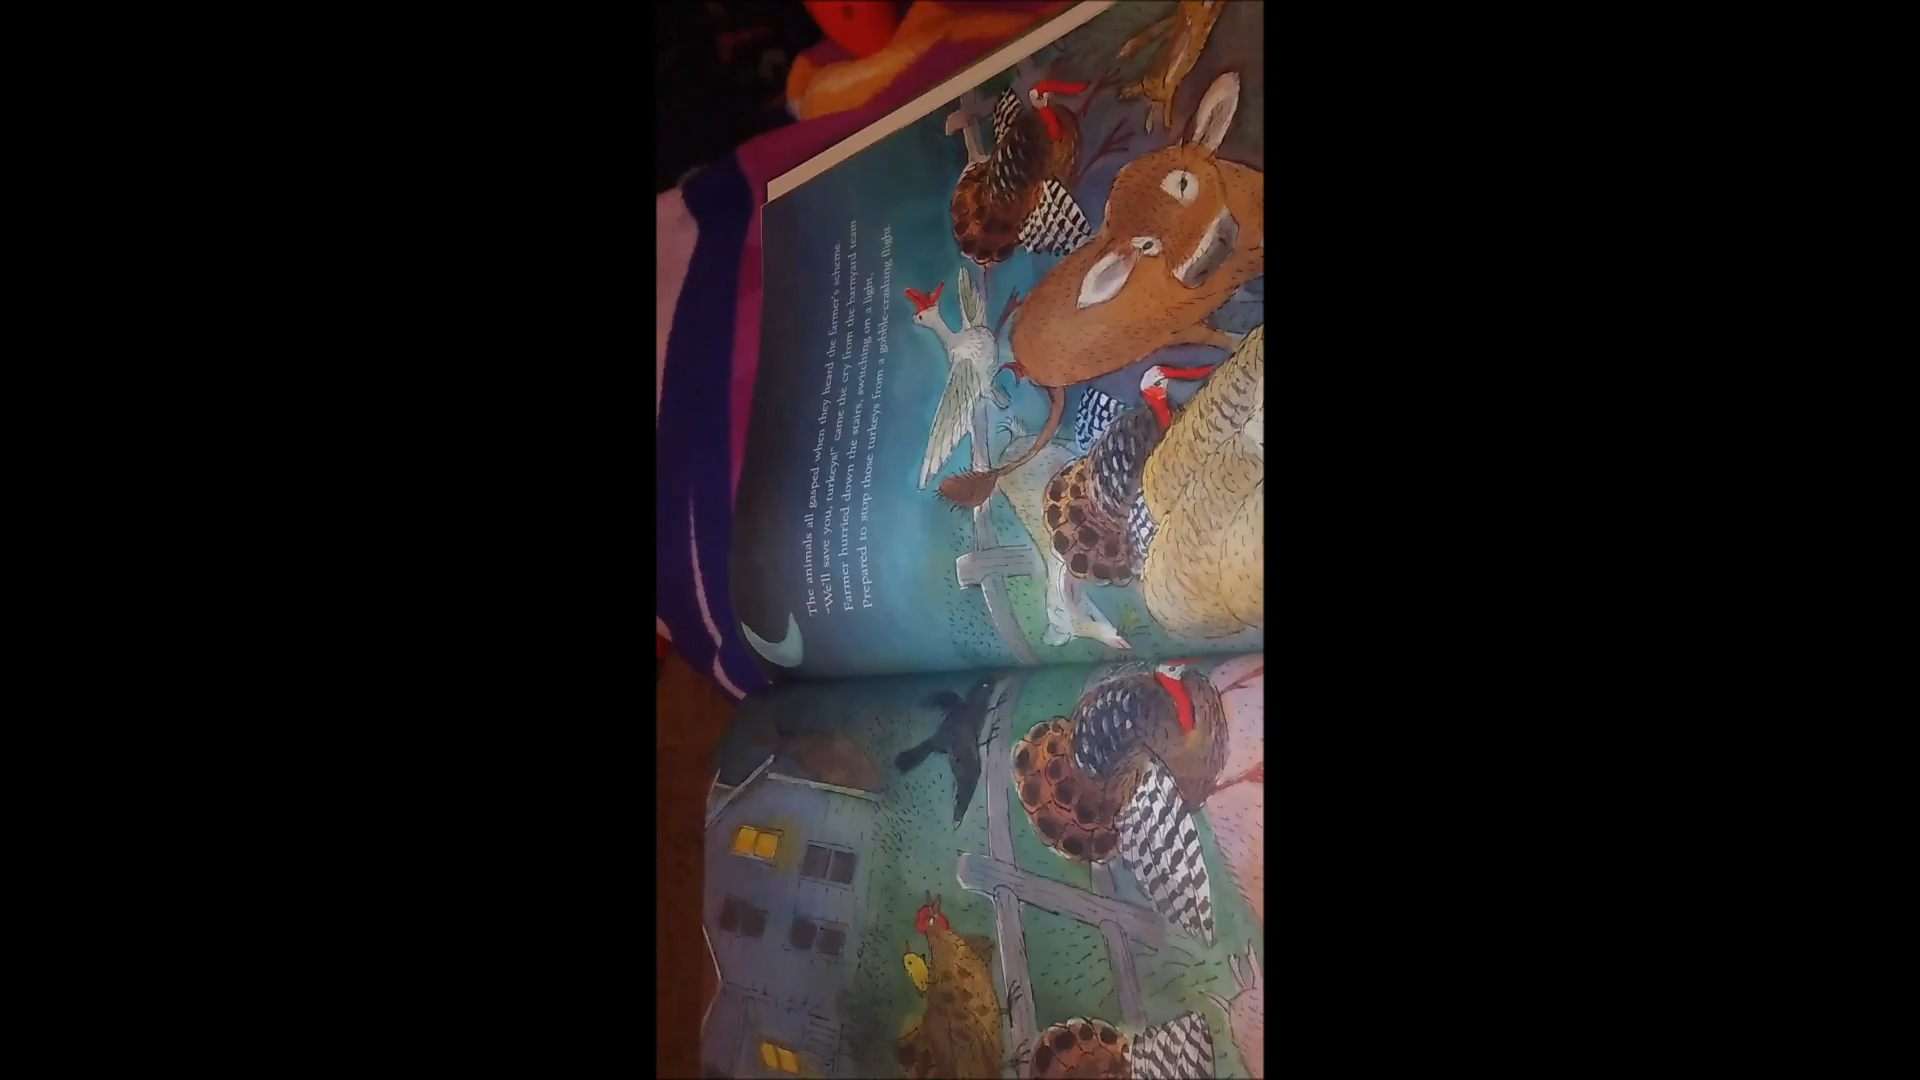 The animals all gasped when they heard the farmer's scheme
"We'll save you, turkeys!" came the cry from the barnyard team
Farmer hurried down the stairs, switching on a light,
Prepared to stop those turkeys from a gobble-crashing flight